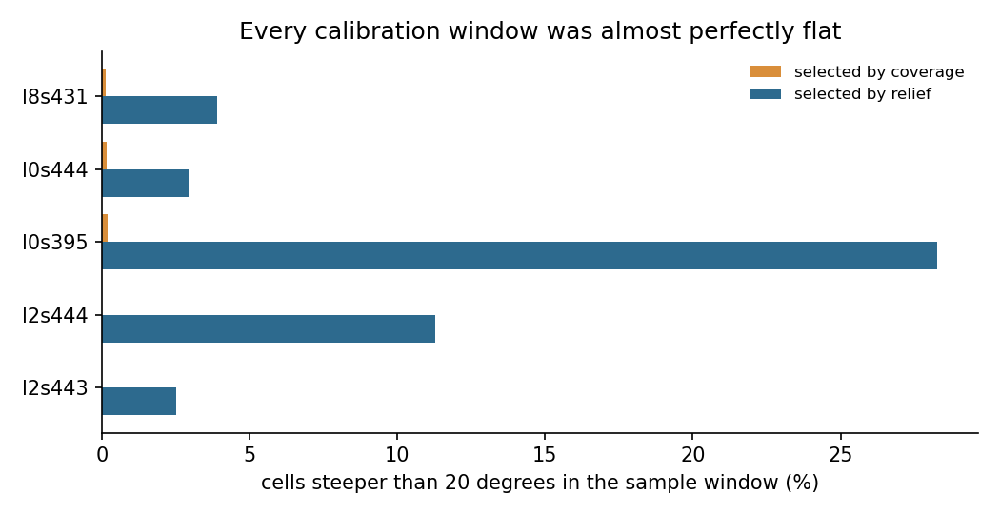 Every calibration window was almost perfectly flat
selected by coverage
selected by relief
l8s431
l0s444
l0s395
l2s444
l2s443
0 5 10 15 20 25
cells steeper than 20 degrees in the sample window (%)